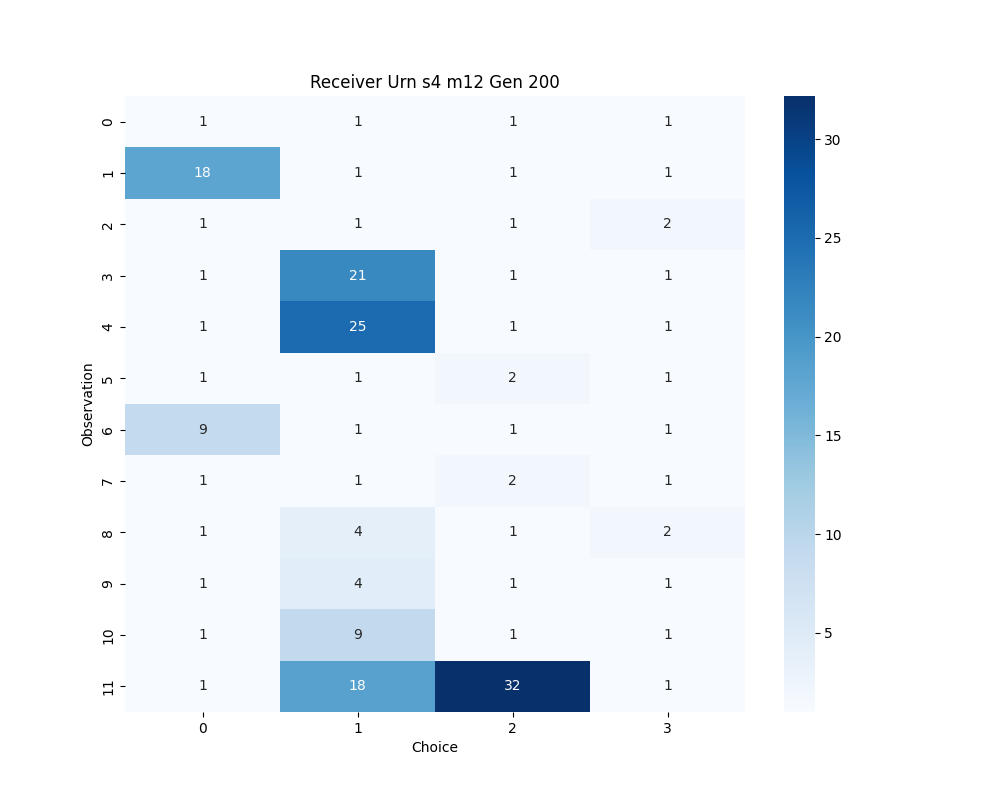 Receiver Urn s4 m12 Gen 200
0 1 1 1 1
1 18 1 1 1
2 1 1 1 2
3 1 21 1 1
4 1 25 1 1
5 1 1 2 1
6 9 1 1 1
7 1 1 2 1
8 1 4 1 2
9 1 4 1 1
10 1 9 1 1
11 1 18 32 1
0 1 2 3
Choice
Observation
30
25
20
15
10
5